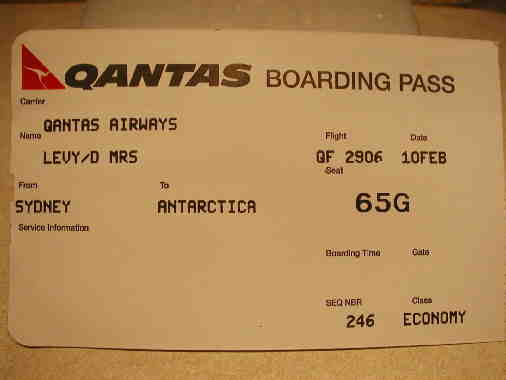 QANTAS BOARDING PASS
Carrier
QANTAS AIRWAYS
Name Flight Date
LEVY/D MRS QF 2906 10FEB
Seat
From To
SYDNEY ANTARCTICA 65G
Service Information
Boarding Time Gate
SEQ NBR Class
246 ECONOMY